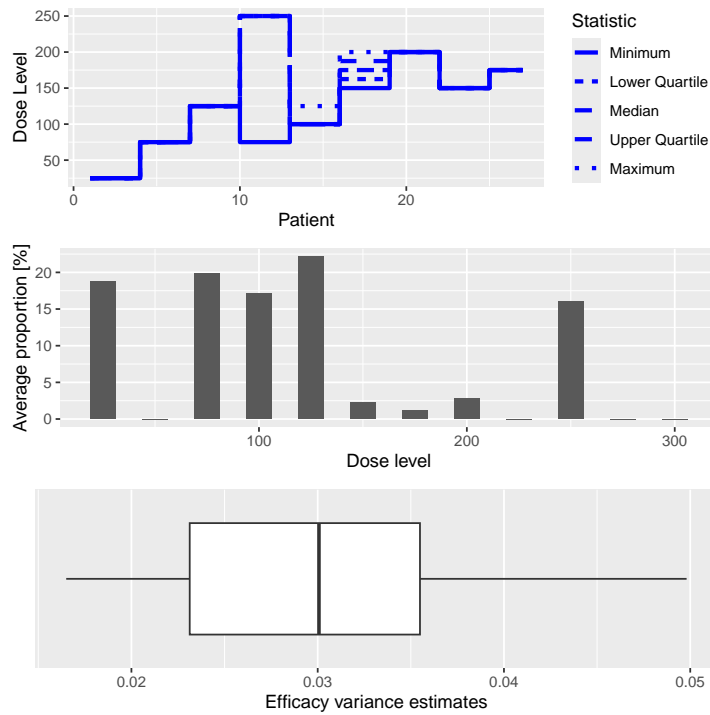 250
200
150
100
50
Dose Level
0
10
20
Patient
Statistic
Minimum
Lower Quartile
Median
Upper Quartile
Maximum
20
15
10
5
0
Average proportion [%]
100
200
300
Dose level
0.02
0.03
0.04
0.05
Efficacy variance estimates